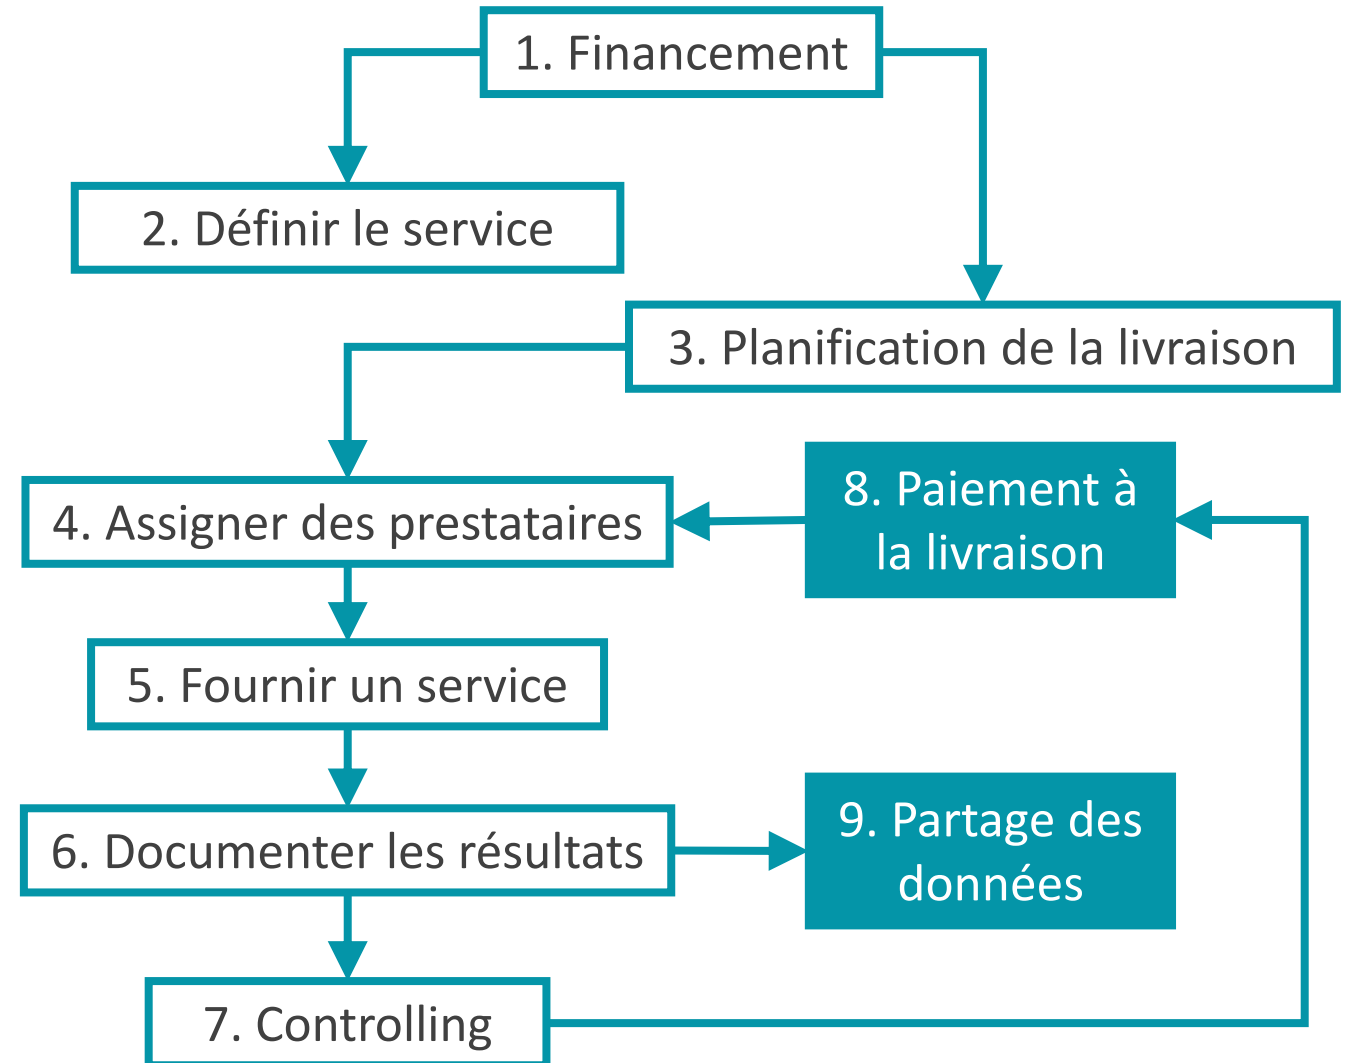 1. Financement
2. Définir le service
3. Planification de la livraison
4. Assigner des prestataires
8. Paiement à
la livraison
5. Fournir un service
6. Documenter les résultats
9. Partage des
données
7. Controlling